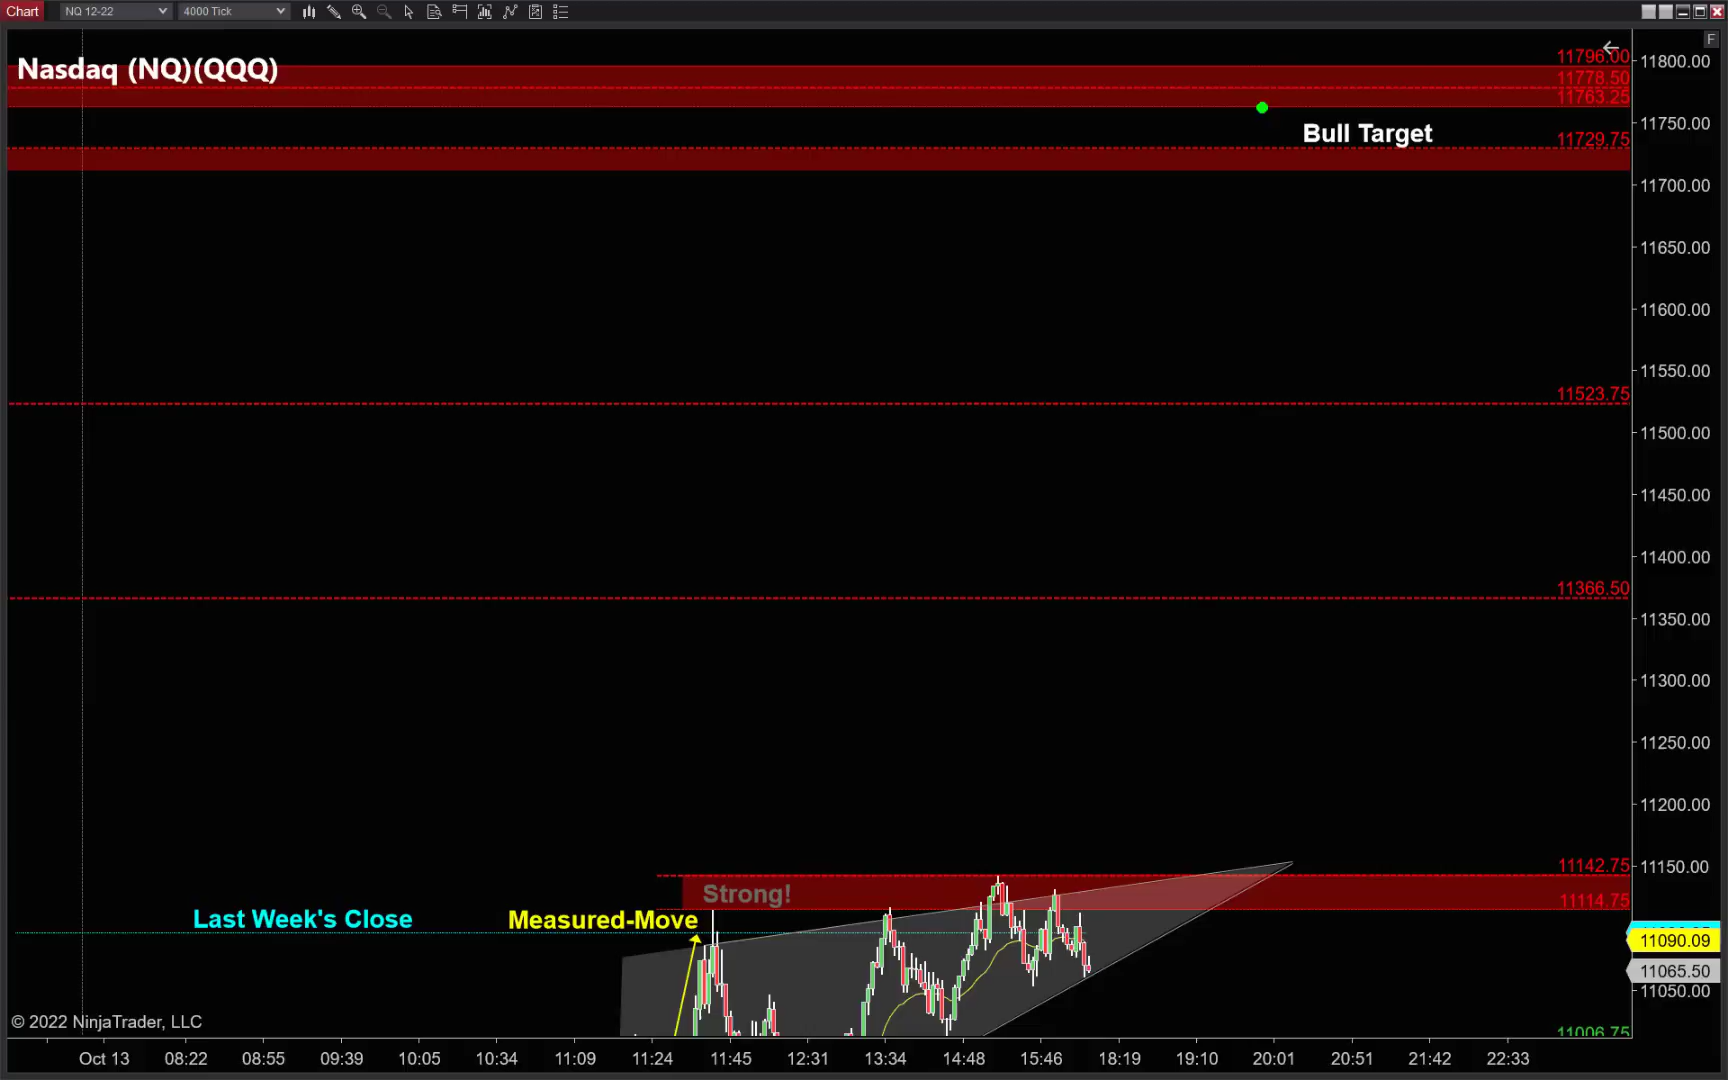 Chart NQ 12-22 4000 Tick
F
Nasdaq (NQ)(QQQ)
11796.00
11778.50
11763.25
11729.75
Bull Target
11523.75
11366.50
11142.75
11114.75
Strong!
Last Week's Close
Measured-Move
11006.75
11800.00
11750.00
11700.00
11650.00
11600.00
11550.00
11500.00
11450.00
11400.00
11350.00
11300.00
11250.00
11200.00
11150.00
11090.09
11065.50
11050.00
© 2022 NinjaTrader, LLC
Oct 13 08:22 08:55 09:39 10:05 10:34 11:09 11:24 11:45 12:31 13:34 14:48 15:46 18:19 19:10 20:01 20:51 21:42 22:33